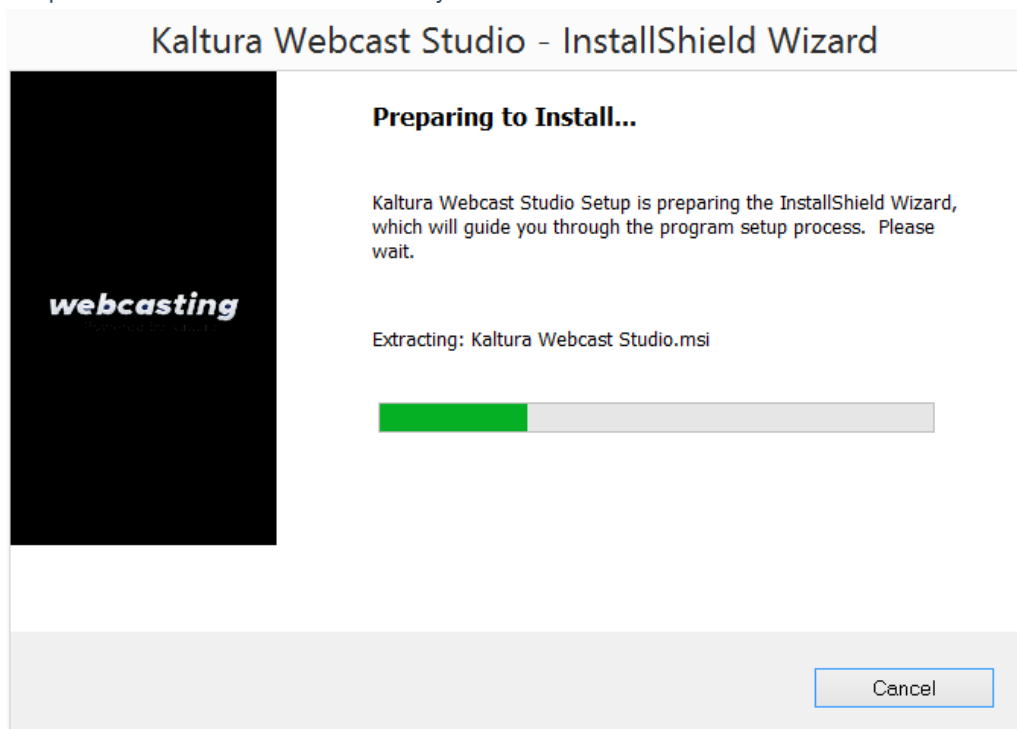 Kaltura Webcast Studio - InstallShield Wizard
Preparing to Install...
Kaltura Webcast Studio Setup is preparing the InstallShield Wizard,
which will guide you through the program setup process.  Please
wait.
webcasting
Extracting: Kaltura Webcast Studio.msi
Cancel